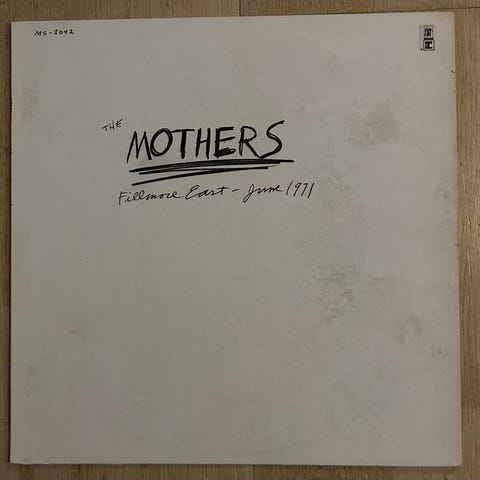 MS-2042
THE
MOTHERS
Fillmore East - June 1971